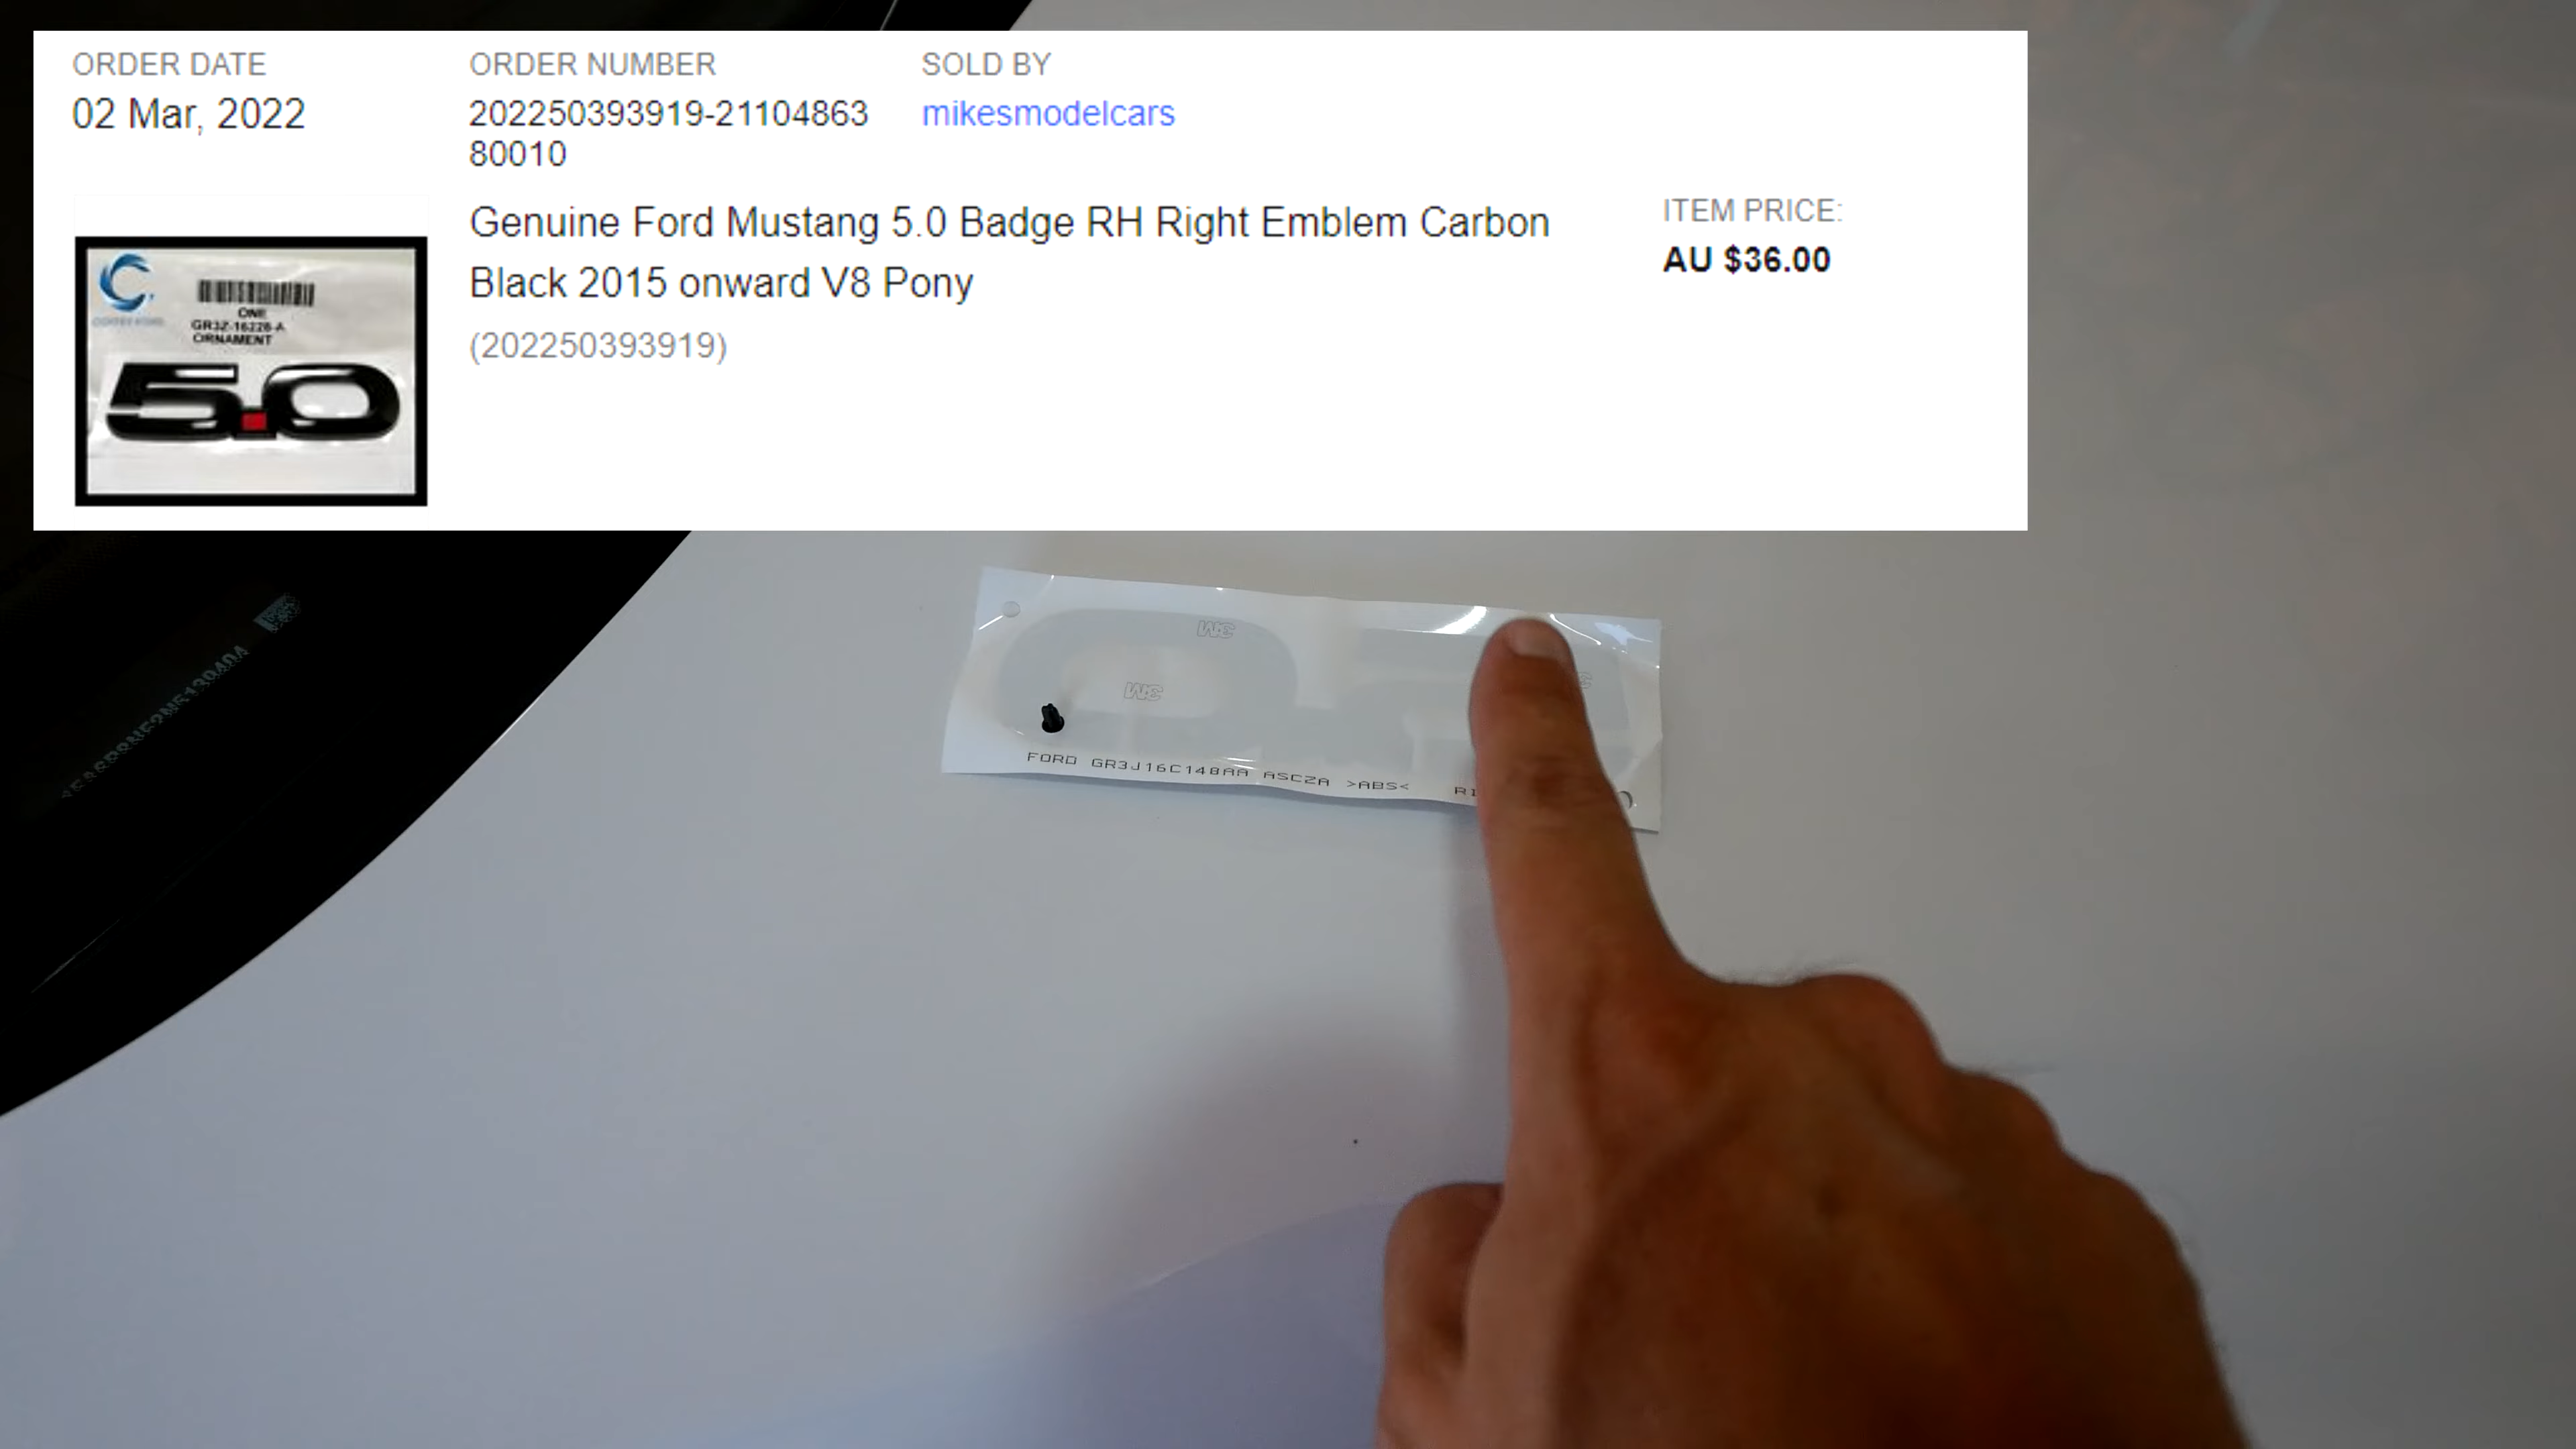 ORDER DATE
ORDER NUMBER
SOLD BY
02 Mar, 2022
202250393919-21104863
80010
mikesmodelcars
Genuine Ford Mustang 5.0 Badge RH Right Emblem Carbon
Black 2015 onward V8 Pony
(202250393919)
ITEM PRICE:
AU $36.00
ONE
GR3Z-16228-A
ORNAMENT
5.0
3M
3M
FORD GR3J16C148AA ASCZA >ABS<